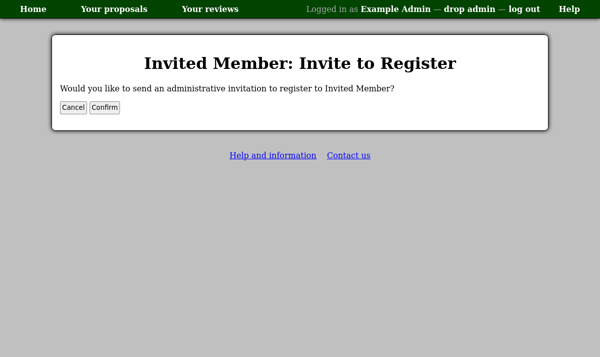 Home Your proposals Your reviews Logged in as Example Admin — drop admin — log out Help
Invited Member: Invite to Register
Would you like to send an administrative invitation to register to Invited Member?
Cancel Confirm
Help and information Contact us